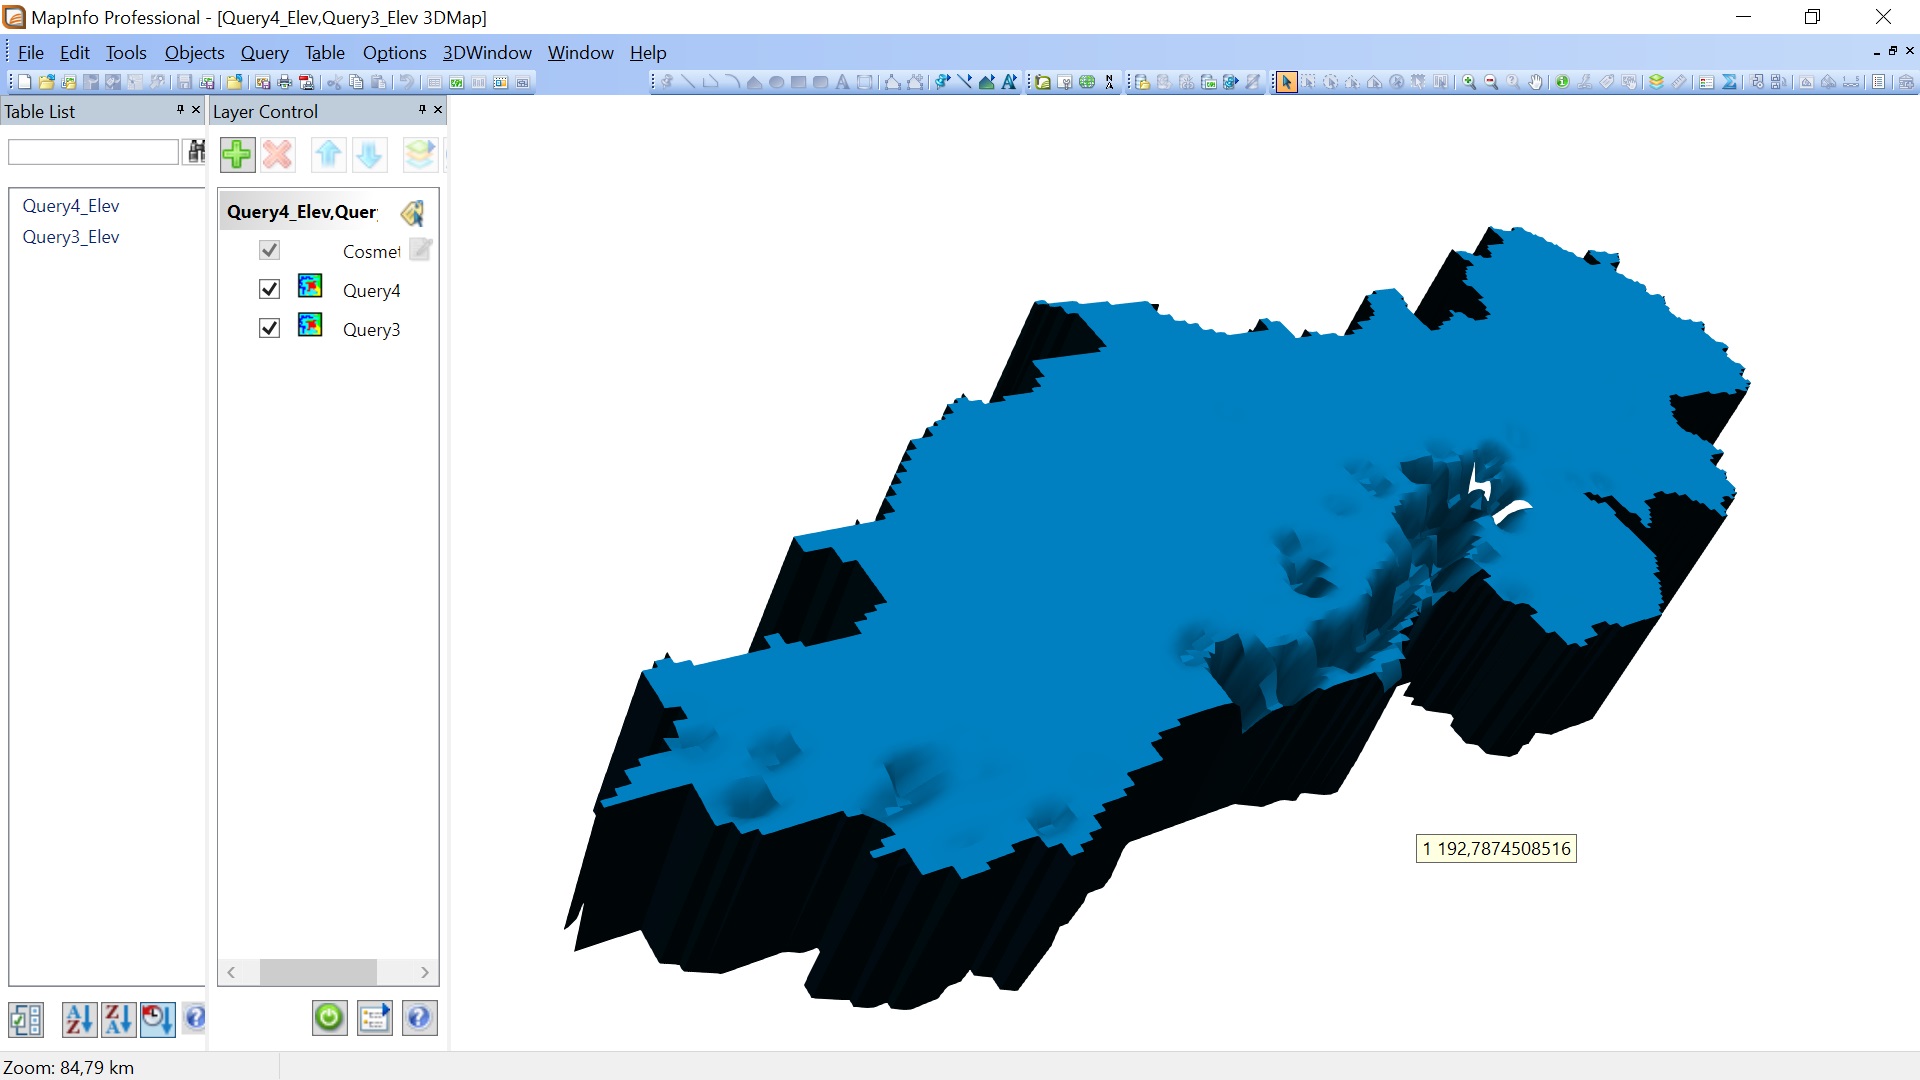 MapInfo Professional - [Query4_Elev,Query3_Elev 3DMap]
File Edit Tools Objects Query Table Options 3DWindow Window Help
Table List
Layer Control
Query4_Elev
Query3_Elev
Query4_Elev,Quer
Cosmet
Query4
Query3
1 192,7874508516
Zoom: 84,79 km